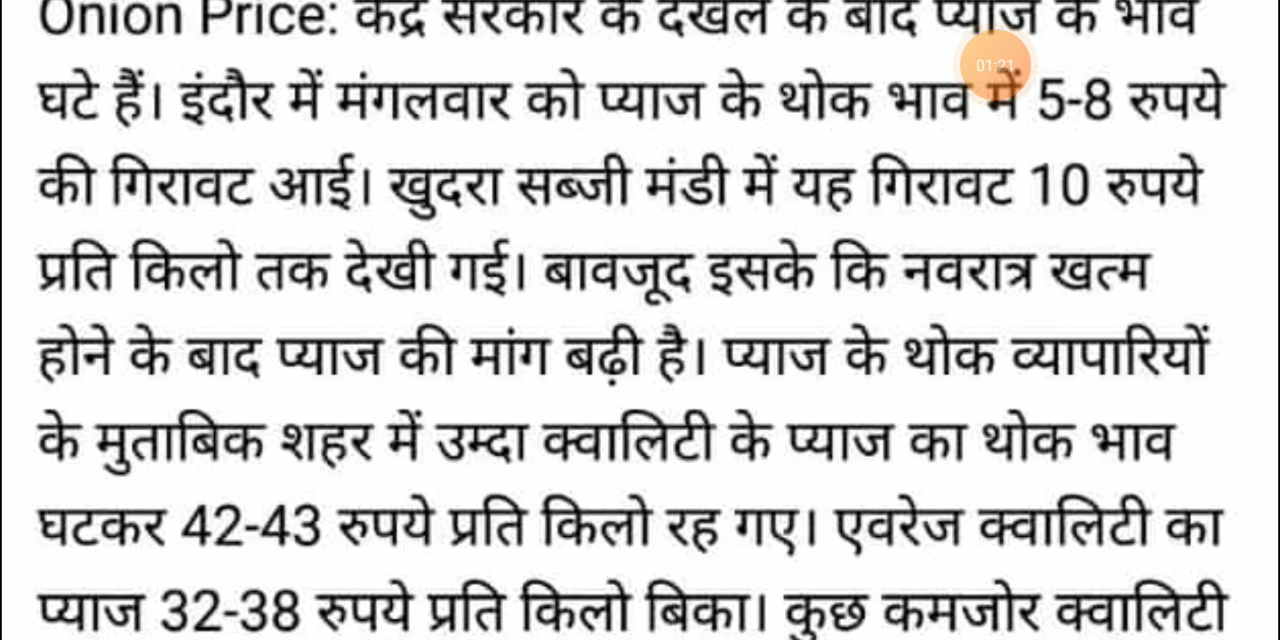 Onion Price: केंद्र सरकार के दखल के बाद प्याज के भाव
01:21
घटे हैं। इंदौर में मंगलवार को प्याज के थोक भाव में 5-8 रुपये
की गिरावट आई। खुदरा सब्जी मंडी में यह गिरावट 10 रुपये
प्रति किलो तक देखी गई। बावजूद इसके कि नवरात्र खत्म
होने के बाद प्याज की मांग बढ़ी है। प्याज के थोक व्यापारियों
के मुताबिक शहर में उम्दा क्वालिटी के प्याज का थोक भाव
घटकर 42-43 रुपये प्रति किलो रह गए। एवरेज क्वालिटी का
प्याज 32-38 रुपये प्रति किलो बिका। कुछ कमजोर क्वालिटी